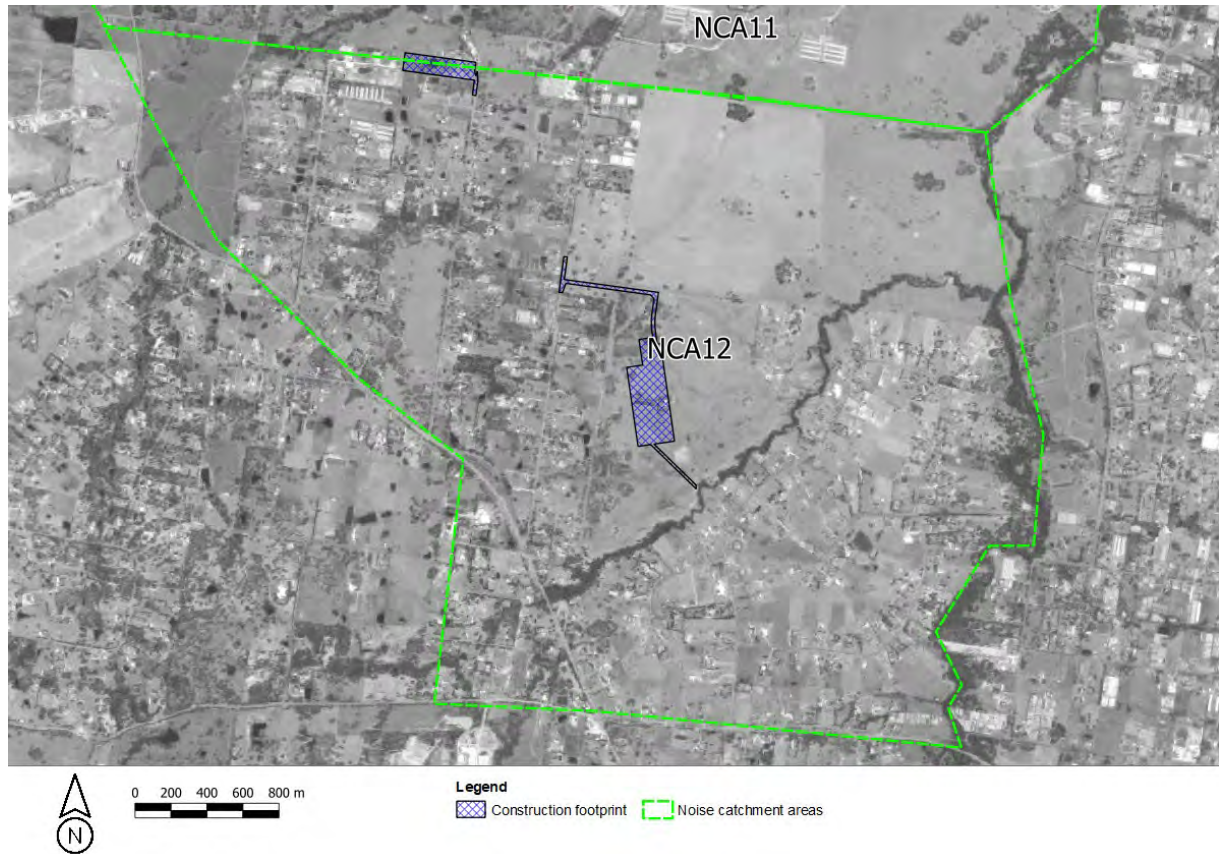 NCA11
NCA12
N
0 200 400 600 800 m
Legend
Construction footprint
Noise catchment areas